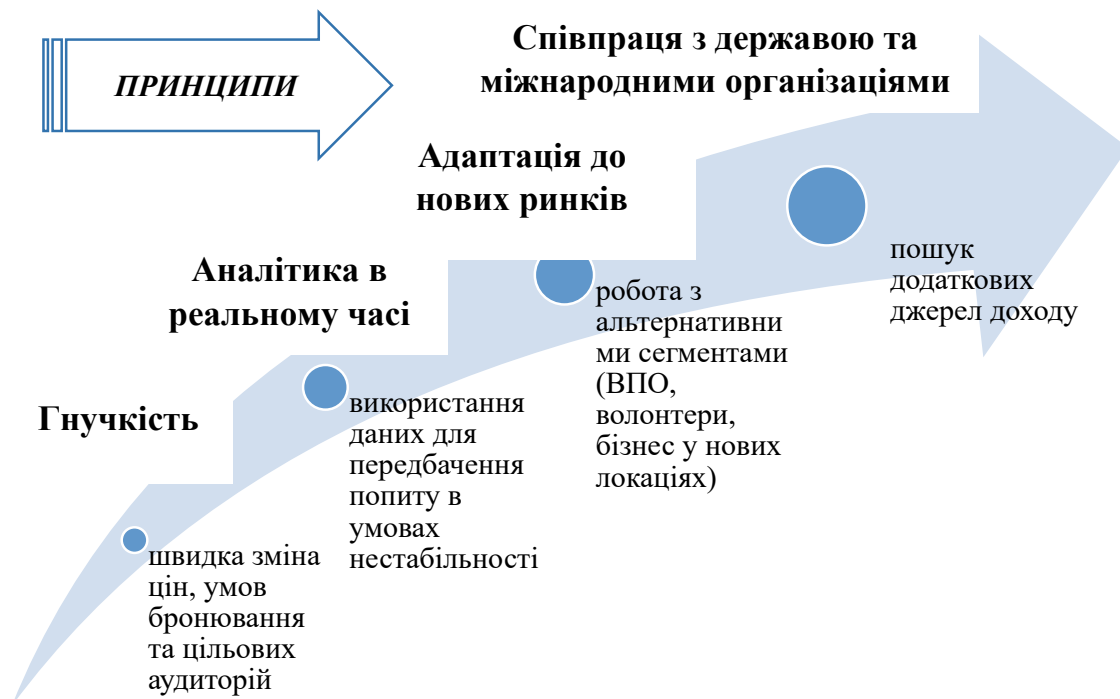 ПРИНЦИПИ
Співпраця з державою та
міжнародними організаціями
Адаптація до
нових ринків
Аналітика в
реальному часі
Гнучкість
пошук
додаткових
джерел доходу
робота з
альтернативни
ми сегментами
(ВПО,
волонтери,
бізнес у нових
локаціях)
використання
даних для
передбачення
попиту в
умовах
нестабільності
швидка зміна
цін, умов
бронювання
та цільових
аудиторій